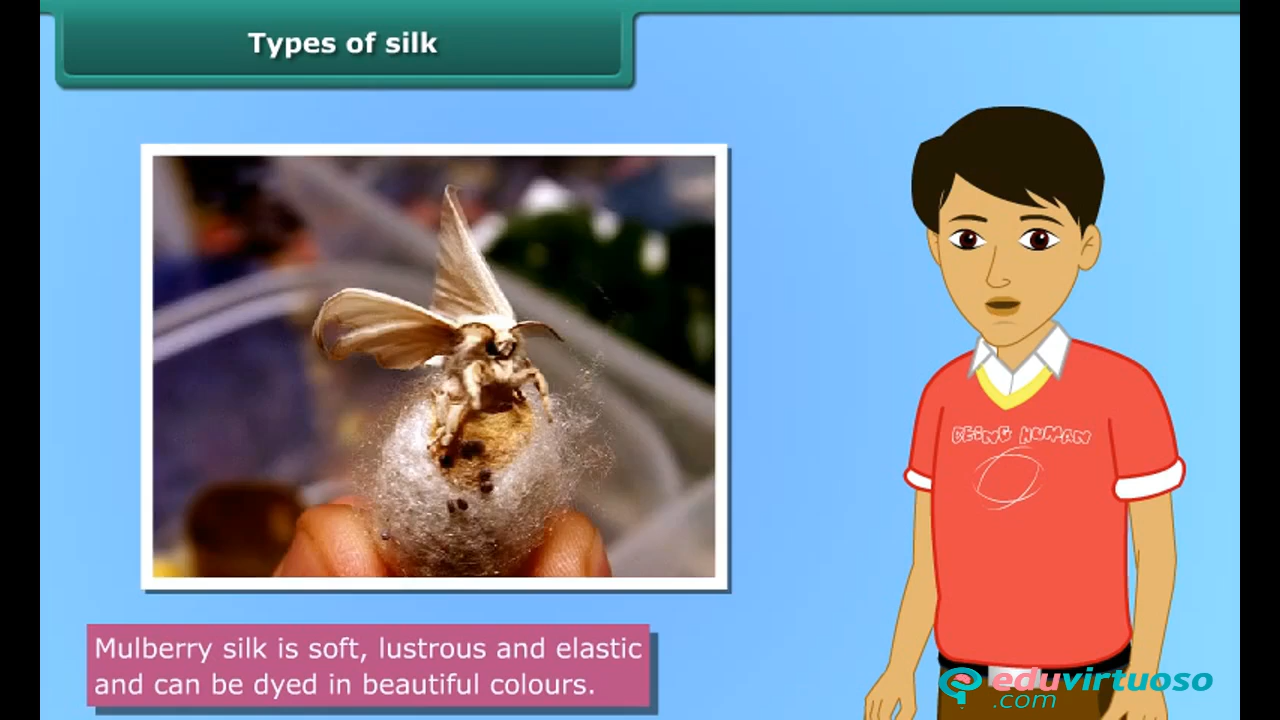 Types of silk
BEING HUMAN
Mulberry silk is soft, lustrous and elastic
and can be dyed in beautiful colours.
eduvirtuoso
.com